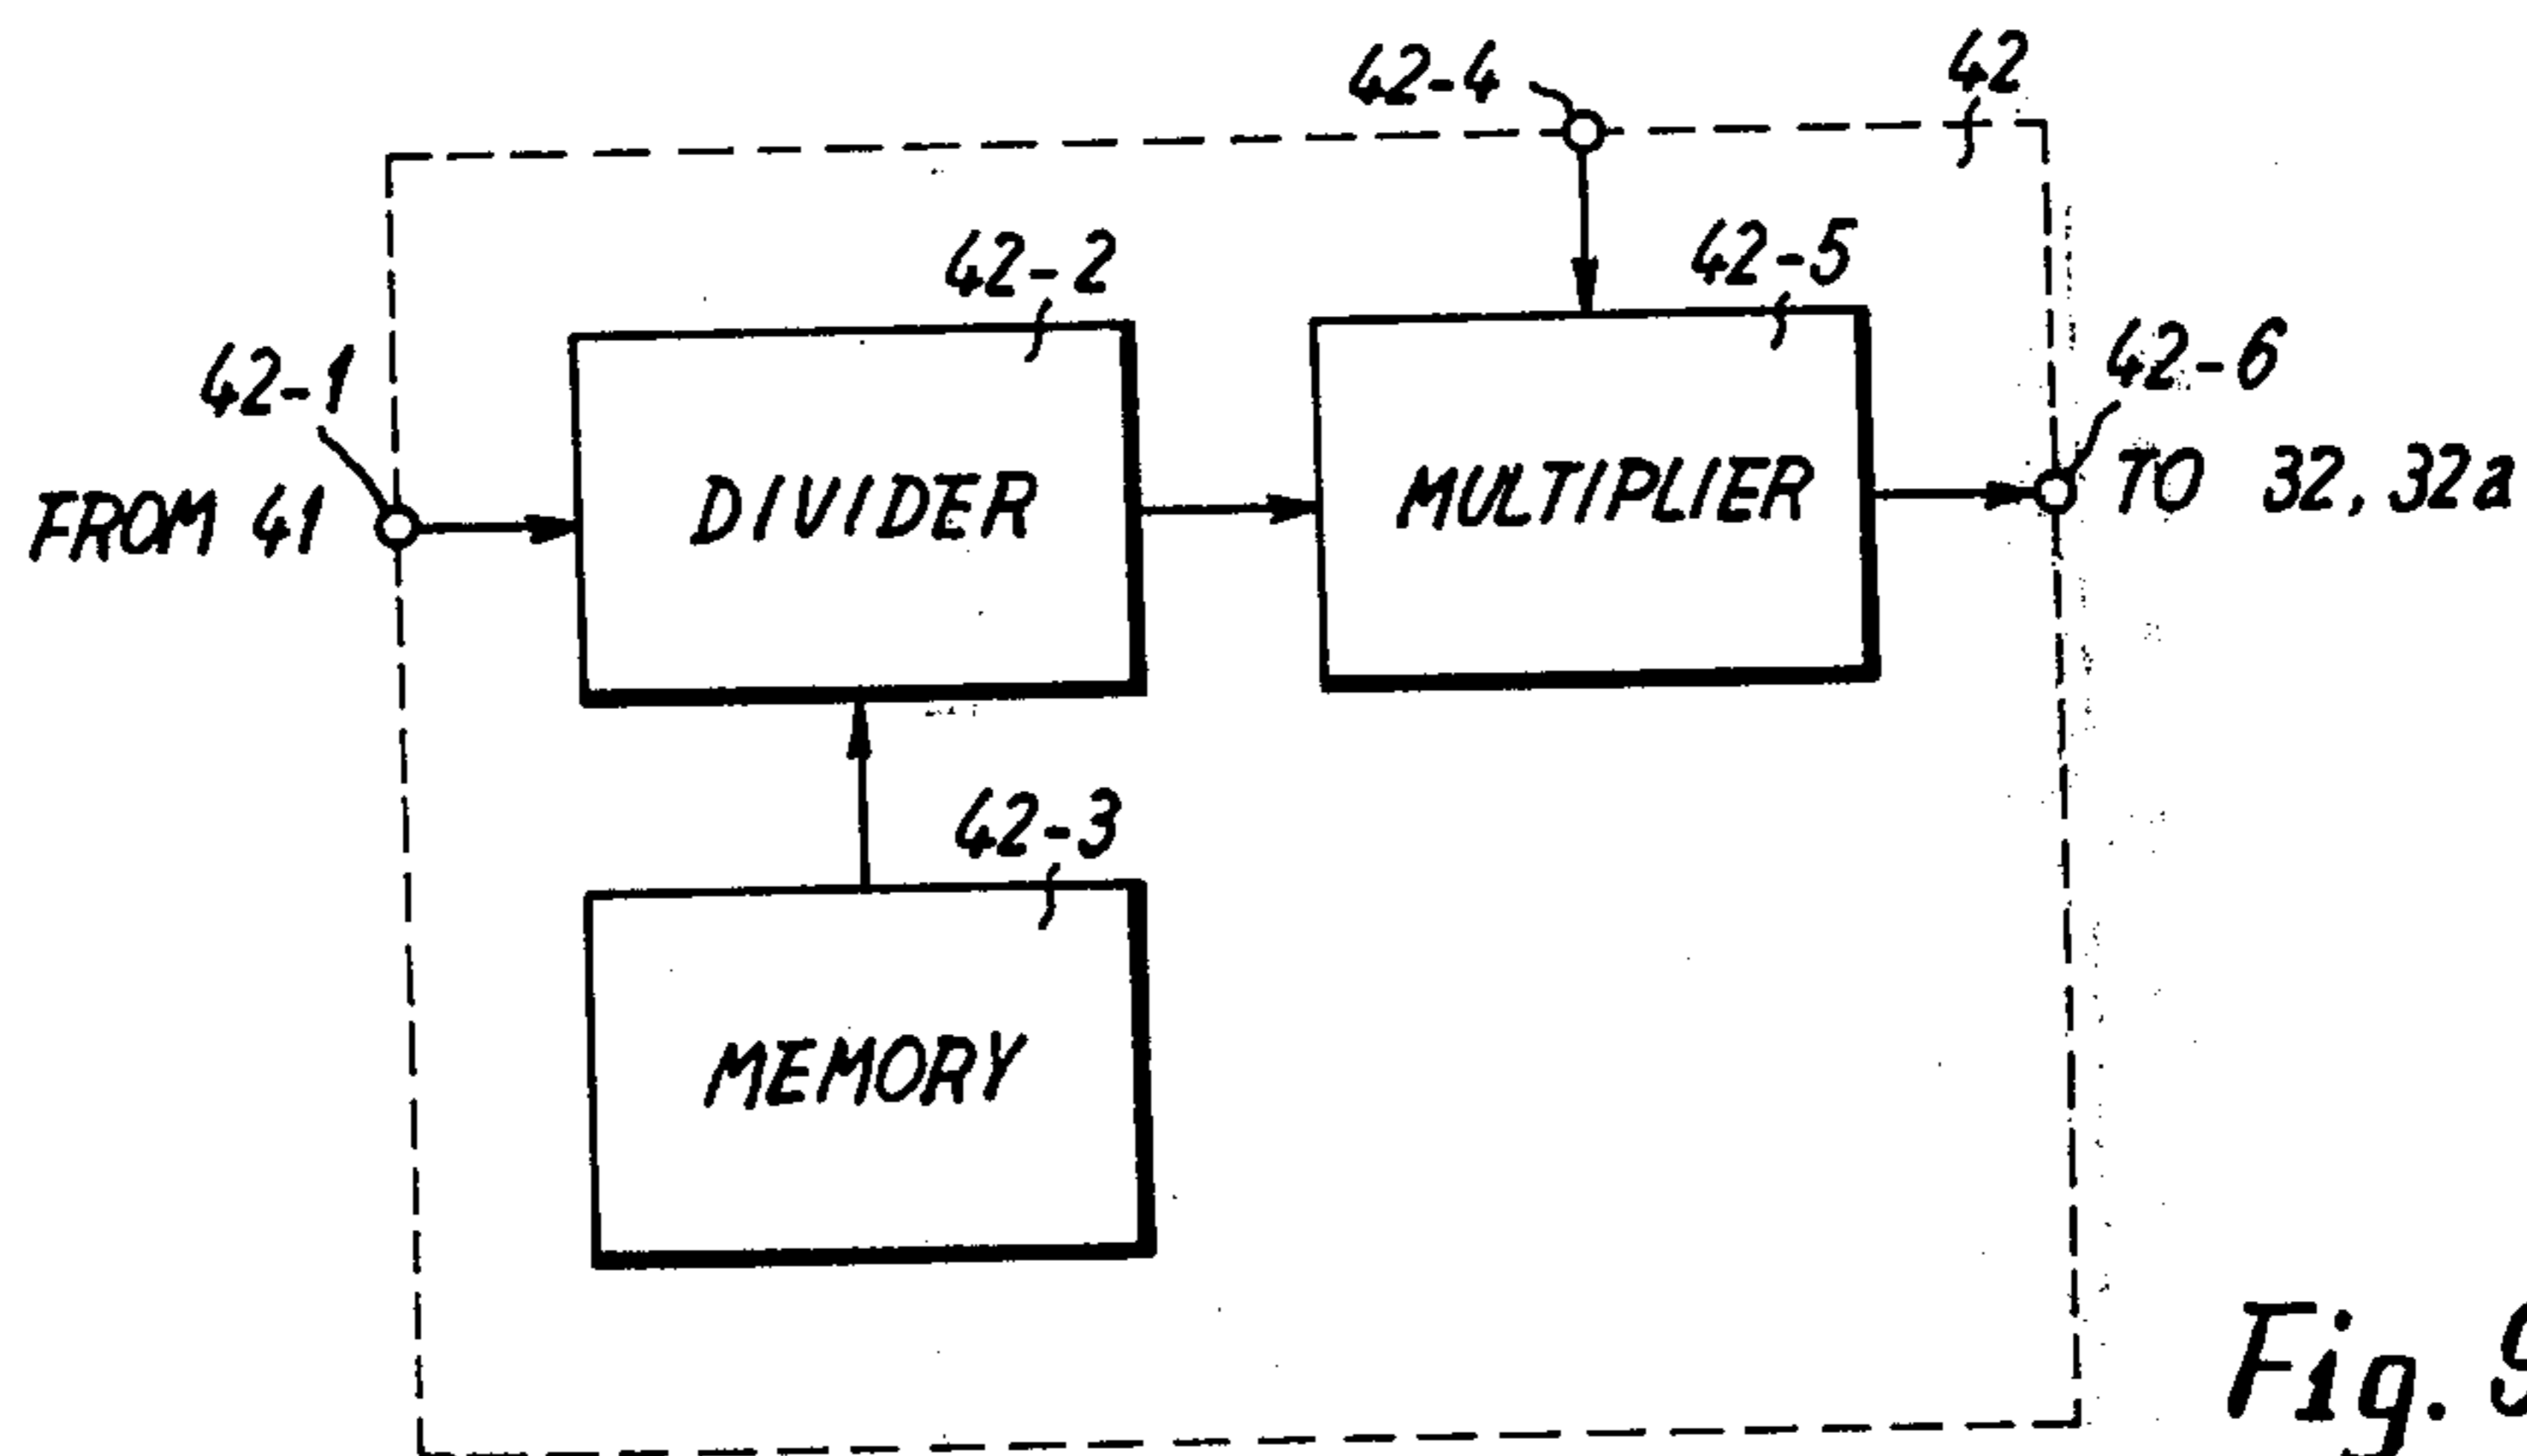 42-4
42
42-2
42-5
42-1
42-6
FROM 41
DIVIDER
MULTIPLIER
TO 32, 32a
42-3
MEMORY
Fig. 9